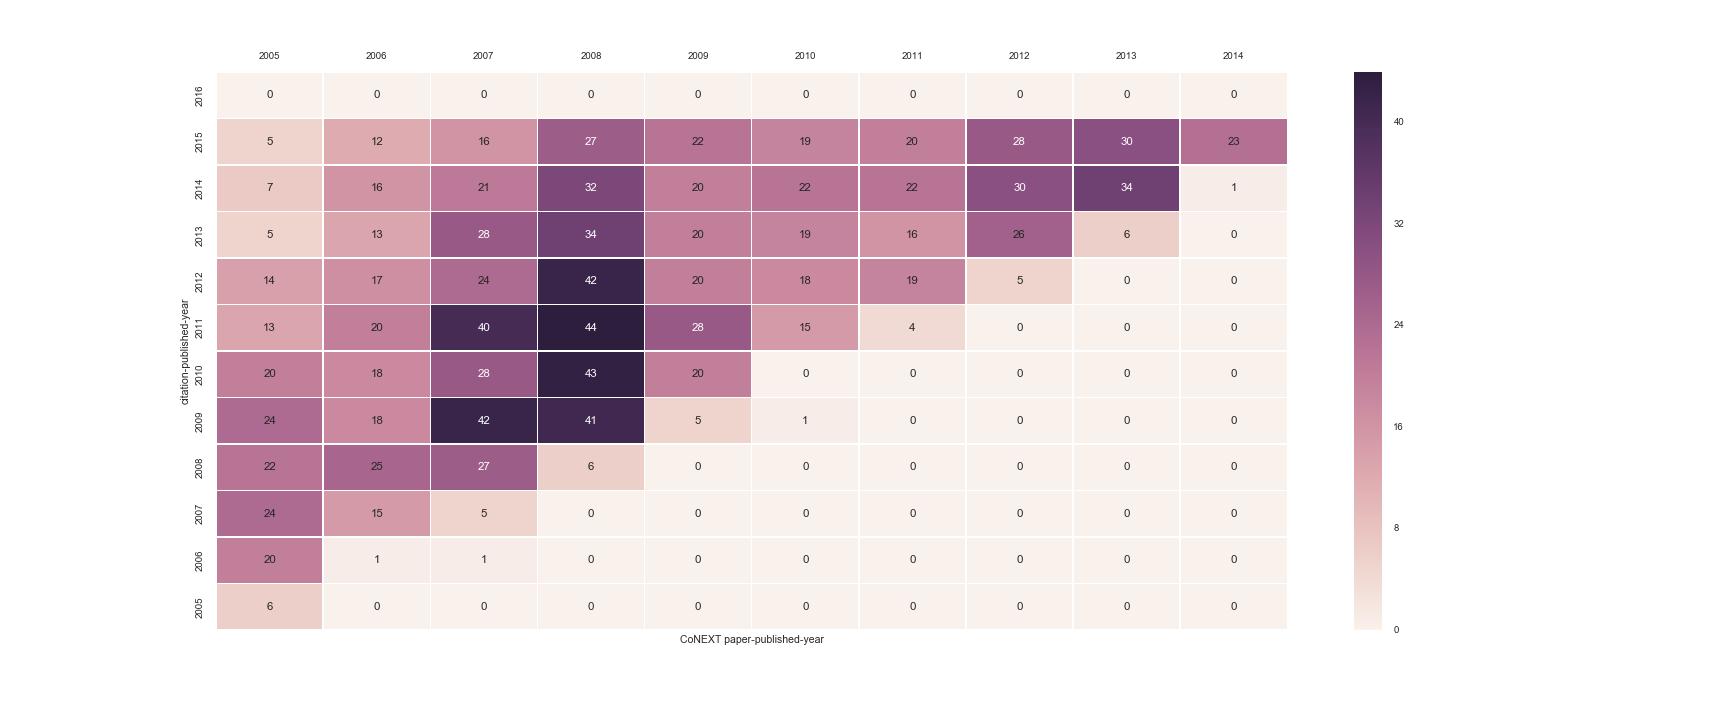 2005 2006 2007 2008 2009 2010 2011 2012 2013 2014
2016 0 0 0 0 0 0 0 0 0 0
2015 5 12 16 27 22 19 20 28 30 23
2014 7 16 21 32 20 22 22 30 34 1
2013 5 13 28 34 20 19 16 26 6 0
2012 14 17 24 42 20 18 19 5 0 0
2011 13 20 40 44 28 15 4 0 0 0
2010 20 18 28 43 20 0 0 0 0 0
2009 24 18 42 41 5 1 0 0 0 0
2008 22 25 27 6 0 0 0 0 0 0
2007 24 15 5 0 0 0 0 0 0 0
2006 20 1 1 0 0 0 0 0 0 0
2005 6 0 0 0 0 0 0 0 0 0
citation-published-year
CoNEXT paper-published-year
40
32
24
16
8
0